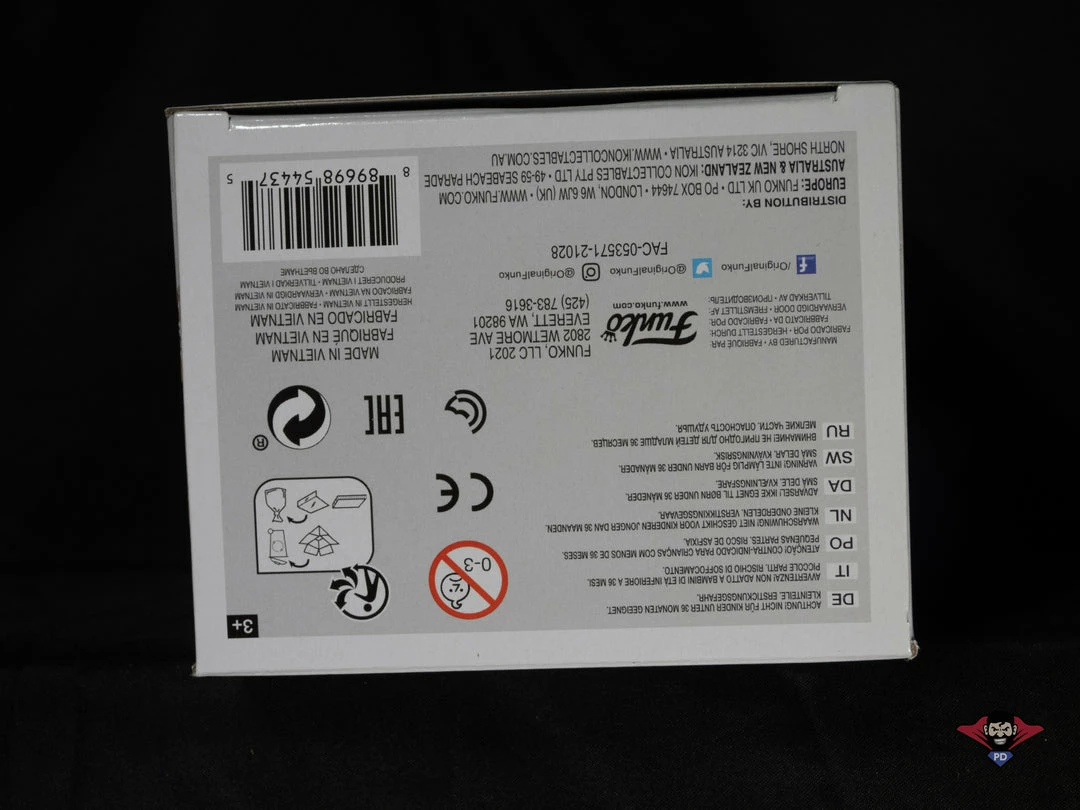 3+
DE
ACHTUNG! NICHT FÜR KINDER UNTER 36 MONATEN GEEIGNET.
KLEINTEILE. ERSTICKUNGSGEFAHR.
IT
AVVERTENZA! NON ADATTO A BAMBINI DI ETÀ INFERIORE A 36 MESI.
PICCOLE PARTI. RISCHIO DI SOFFOCAMENTO.
PO
ATENÇÃO! CONTRA-INDICADO PARA CRIANÇAS COM MENOS DE 36 MESES.
PEQUENAS PARTES. RISCO DE ASFIXIA.
NL
WAARSCHUWING! NIET GESCHIKT VOOR KINDEREN JONGER DAN 36 MAANDEN.
KLEINE ONDERDELEN. VERSTIKKINGSGEVAAR.
DA
ADVARSEL! IKKE EGNET TIL BORN UNDER 36 MÅNEDER.
SMÅ DELE. KVÆLNINGSFARE.
SW
VARNING! INTE LÄMPLIG FÖR BARN UNDER 36 MÅNADER.
SMÅ DELAR. KVÄVNINGSRISK.
RU
ВНИМАНИЕ! НЕ ПРИГОДНО ДЛЯ ДЕТЕЙ МЛАДШЕ 36 МЕСЯЦЕВ.
МЕЛКИЕ ЧАСТИ. ОПАСНОСТЬ УДУШЬЯ.
0-3
CE
EAC
®
MANUFACTURED BY • FABRIQUÉ PAR
FABRICADO POR • HERGESTELLT DURCH:
FABBRICATO DA • FABRICADO POR:
VERVAARDIGD DOOR • FREMSTILLET AF:
TILLVERKAD AV • ПРОИЗВОДИТЕЛЬ:
Funko
www.funko.com
FUNKO, LLC 2021
2802 WETMORE AVE
EVERETT, WA 98201
(425) 783-3616
MADE IN VIETNAM
FABRIQUÉ EN VIETNAM
FABRICADO EN VIETNAM
HERGESTELLT IN VIETNAM • FABBRICATO IN VIETNAM
FABRICADO NA VIETNAM • VERVAARDIGD VIETNAM
PRODUCERET I VIETNAM • TILLVERKAD I VIETNAM
СДЕЛАНО ВО ВЬЕТНАМЕ
f /OriginalFunko @OriginalFunko @OriginalFunko
FAC-053571-21028
DISTRIBUTION BY:
EUROPE: FUNKO UK LTD • PO BOX 74644 • LONDON, W6 6JW (UK) • WWW.FUNKO.COM
AUSTRALIA & NEW ZEALAND: IKON COLLECTABLES PTY LTD • 49-59 SEABEACH PARADE
NORTH SHORE, VIC 3214 AUSTRALIA • WWW.IKONCOLLECTABLES.COM.AU
8 89698 54437 5
PD